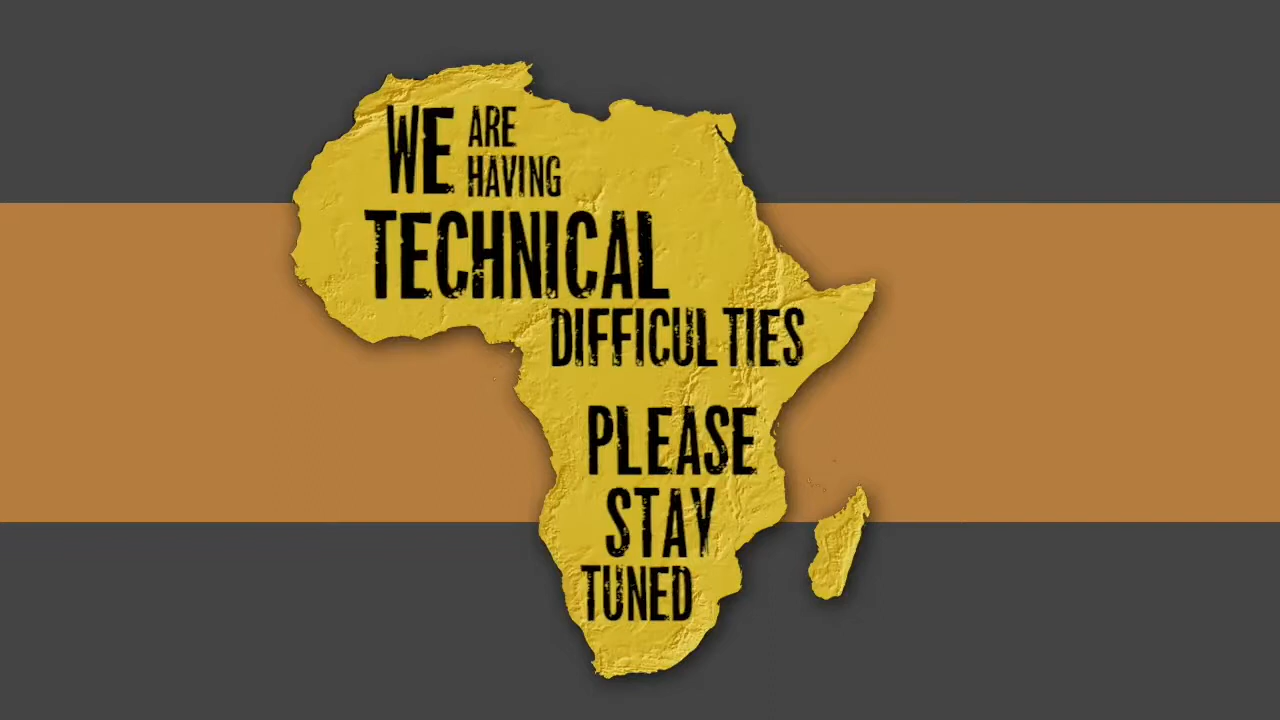 WE ARE
HAVING
TECHNICAL
DIFFICULTIES
PLEASE
STAY
TUNED